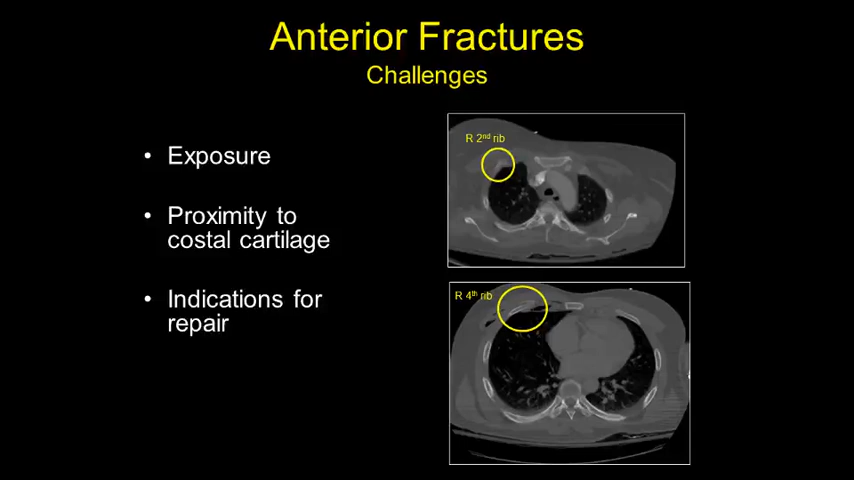 Anterior Fractures
Challenges
• Exposure
• Proximity to
costal cartilage
• Indications for
repair
R 2nd rib
R 4th rib